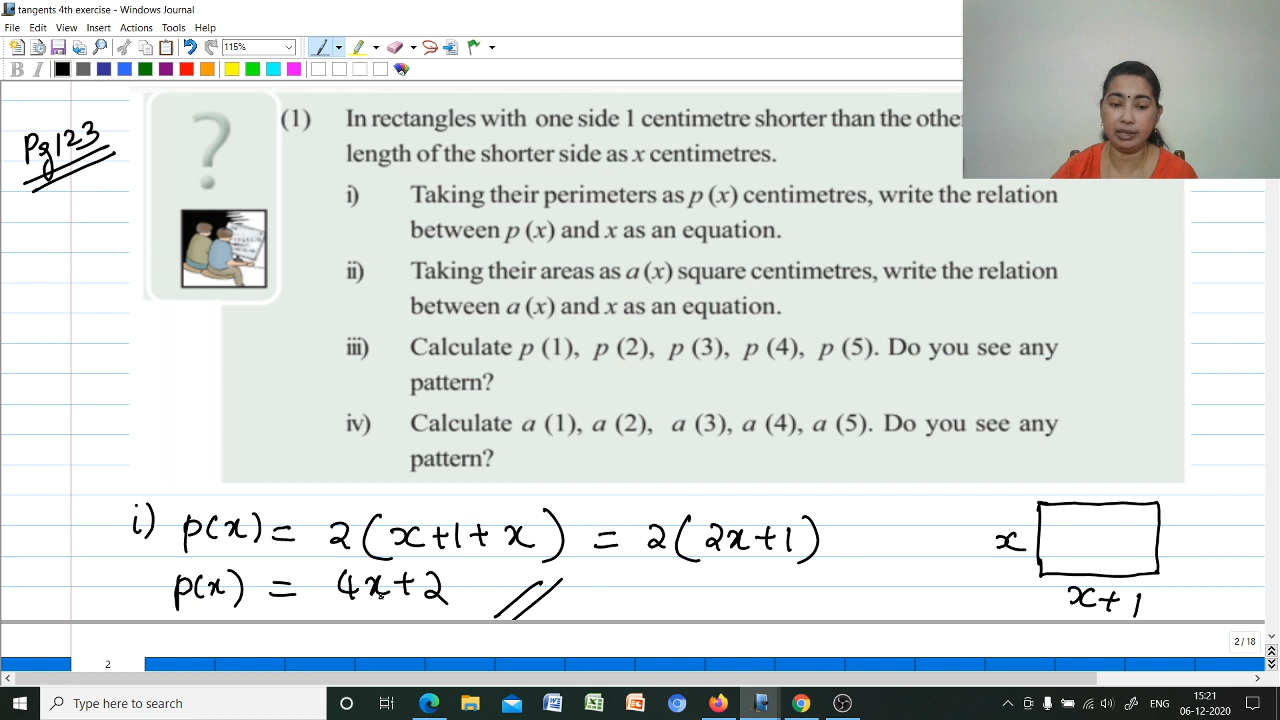 tangents 4th exercise - Windows Journal
File Edit View Insert Actions Tools Help
115%
B I
Pg 123
?
(1) In rectangles with one side 1 centimetre shorter than the othe
length of the shorter side as x centimetres.
i) Taking their perimeters as p (x) centimetres, write the relation
between p (x) and x as an equation.
ii) Taking their areas as a (x) square centimetres, write the relation
between a (x) and x as an equation.
iii) Calculate p (1), p (2), p (3), p (4), p (5). Do you see any
pattern?
iv) Calculate a (1), a (2), a (3), a (4), a (5). Do you see any
pattern?
i) p(x) = 2(x+1+x) = 2(2x+1)
x
p(x) = 4x+2
x+1
2 / 18
2
Type here to search
ENG
15:21
06-12-2020